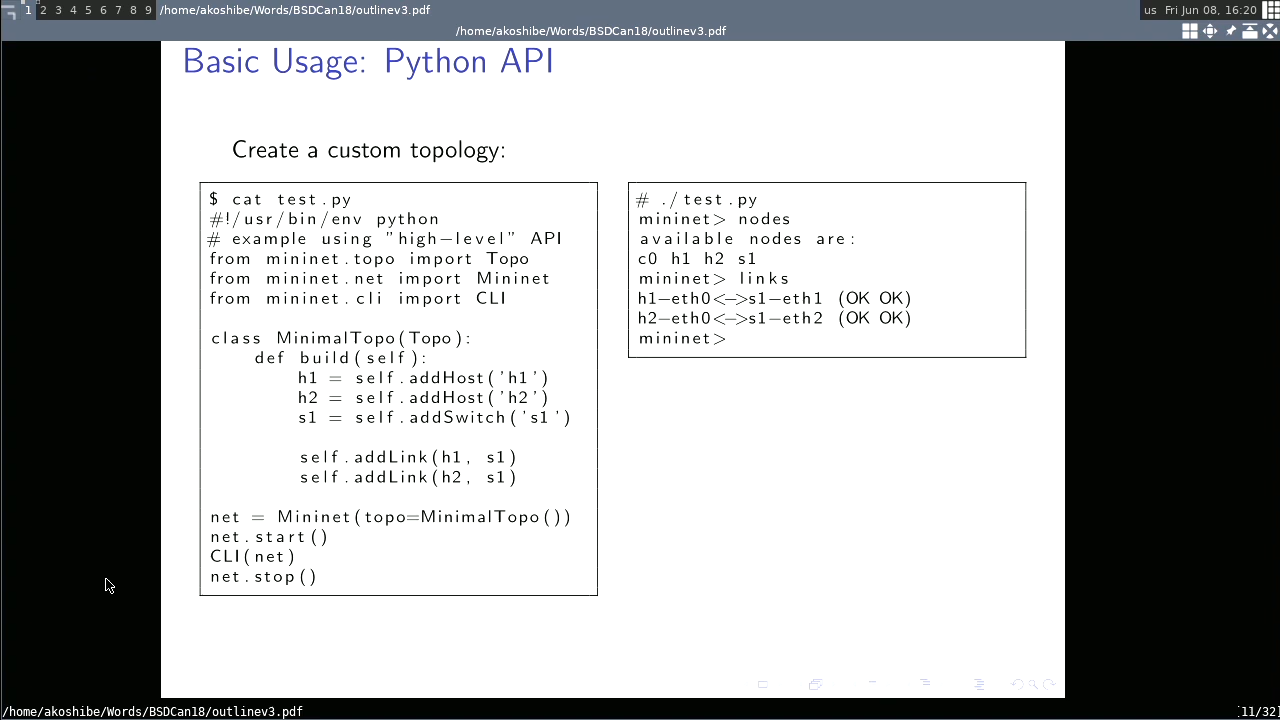 1 2 3 4 5 6 7 8 9 /home/akoshibe/Words/BSDCan18/outlinev3.pdf
us Fri Jun 08, 16:20
/home/akoshibe/Words/BSDCan18/outlinev3.pdf
Basic Usage: Python API
Create a custom topology:
$ cat test.py
#!/usr/bin/env python
# example using "high-level" API
from mininet.topo import Topo
from mininet.net import Mininet
from mininet.cli import CLI
class MinimalTopo(Topo):
    def build(self):
        h1 = self.addHost('h1')
        h2 = self.addHost('h2')
        s1 = self.addSwitch('s1')
        self.addLink(h1, s1)
        self.addLink(h2, s1)
net = Mininet(topo=MinimalTopo())
net.start()
CLI(net)
net.stop()
# ./test.py
mininet> nodes
available nodes are:
c0 h1 h2 s1
mininet> links
h1-eth0<->s1-eth1 (OK OK)
h2-eth0<->s1-eth2 (OK OK)
mininet>
/home/akoshibe/Words/BSDCan18/outlinev3.pdf
[11/32]